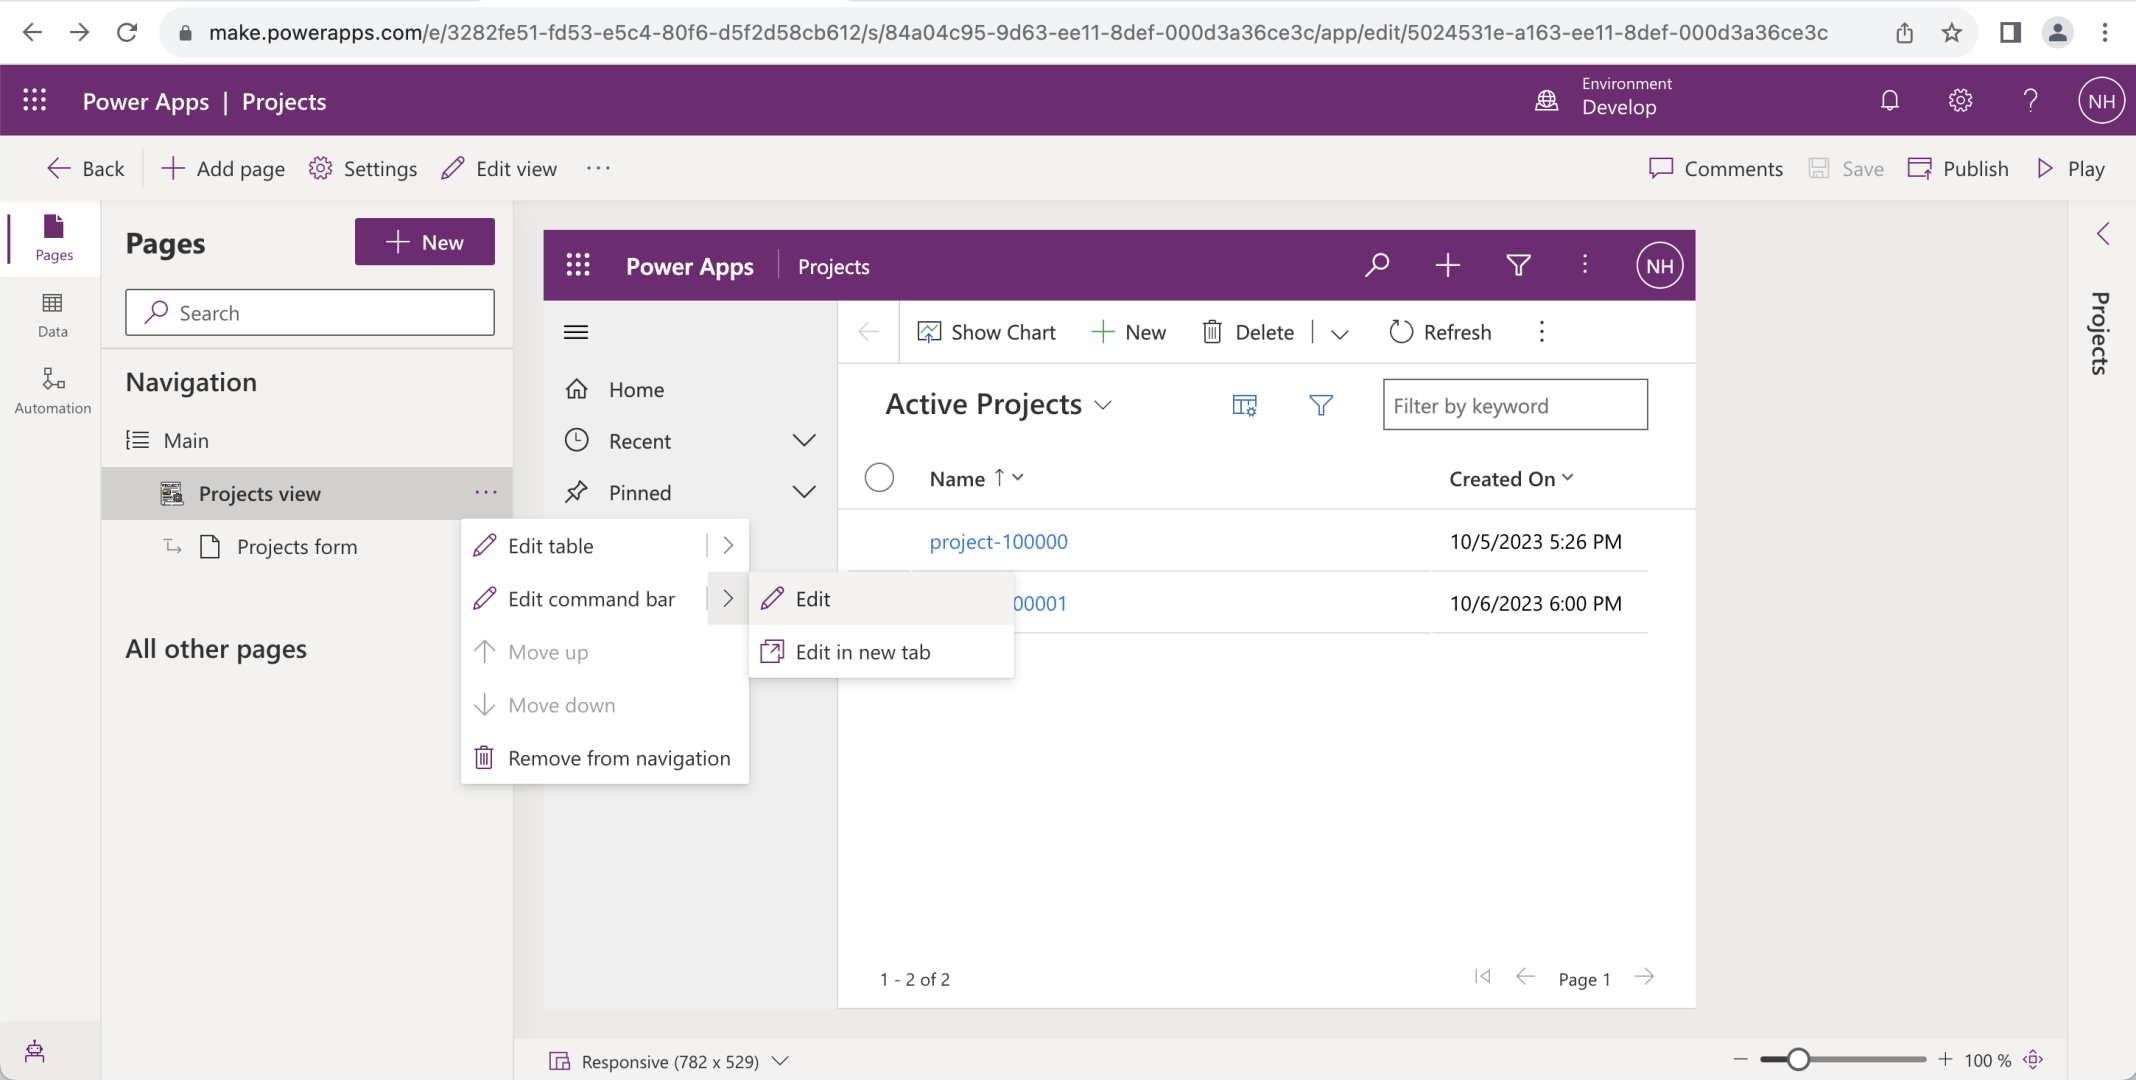 make.powerapps.com/e/3282fe51-fd53-e5c4-80f6-d5f2d58cb612/s/84a04c95-9d63-ee11-8def-000d3a36ce3c/app/edit/5024531e-a163-ee11-8def-000d3a36ce3c
Power Apps | Projects
Environment
Develop
NH
Back
Add page
Settings
Edit view
Comments
Save
Publish
Play
Pages
Data
Automation
Pages
New
Search
Navigation
Main
Projects view
Projects form
All other pages
Edit table
Edit command bar
Move up
Move down
Remove from navigation
Edit
Edit in new tab
Power Apps
Projects
NH
Home
Recent
Pinned
Show Chart
New
Delete
Refresh
Active Projects
Filter by keyword
Name
Created On
project-100000
10/5/2023 5:26 PM
00001
10/6/2023 6:00 PM
1 - 2 of 2
Page 1
Projects
Responsive (782 x 529)
100 %